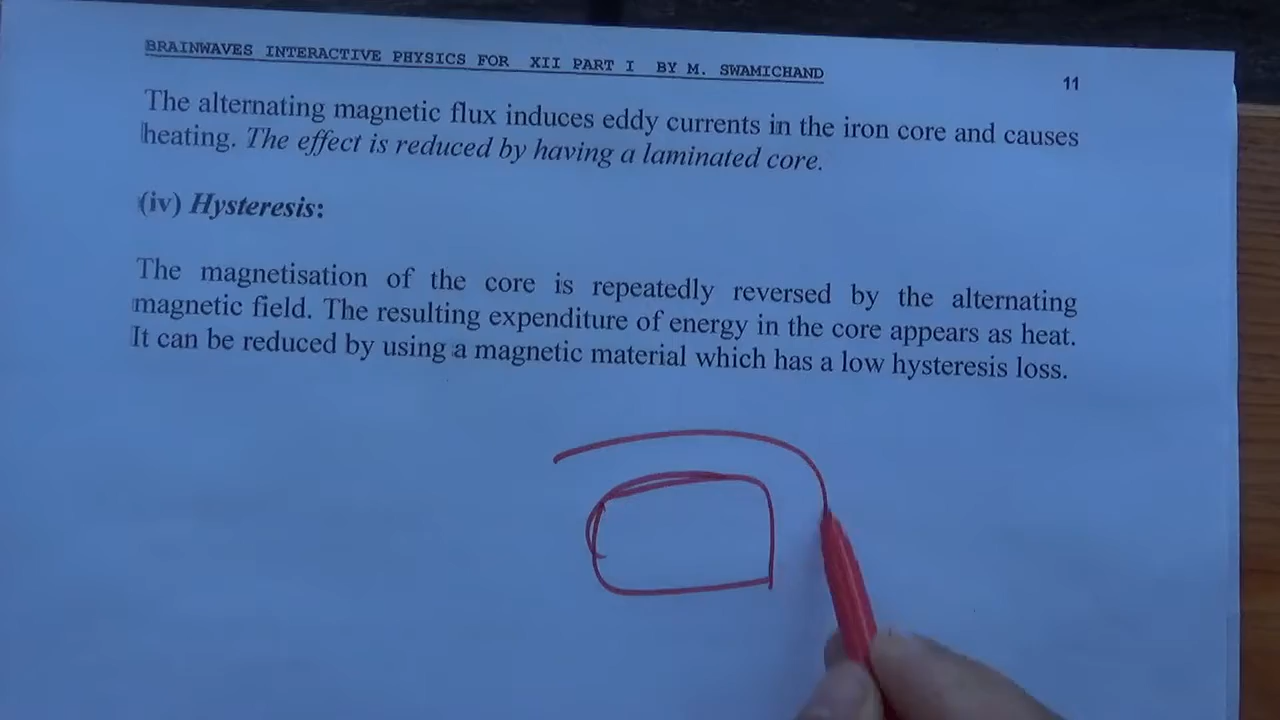 BRAINWAVES INTERACTIVE PHYSICS FOR XII PART I BY M. SWAMICHAND
11
The alternating magnetic flux induces eddy currents in the iron core and causes
heating. The effect is reduced by having a laminated core.
(iv) Hysteresis:
The magnetisation of the core is repeatedly reversed by the alternating
magnetic field. The resulting expenditure of energy in the core appears as heat.
It can be reduced by using a magnetic material which has a low hysteresis loss.